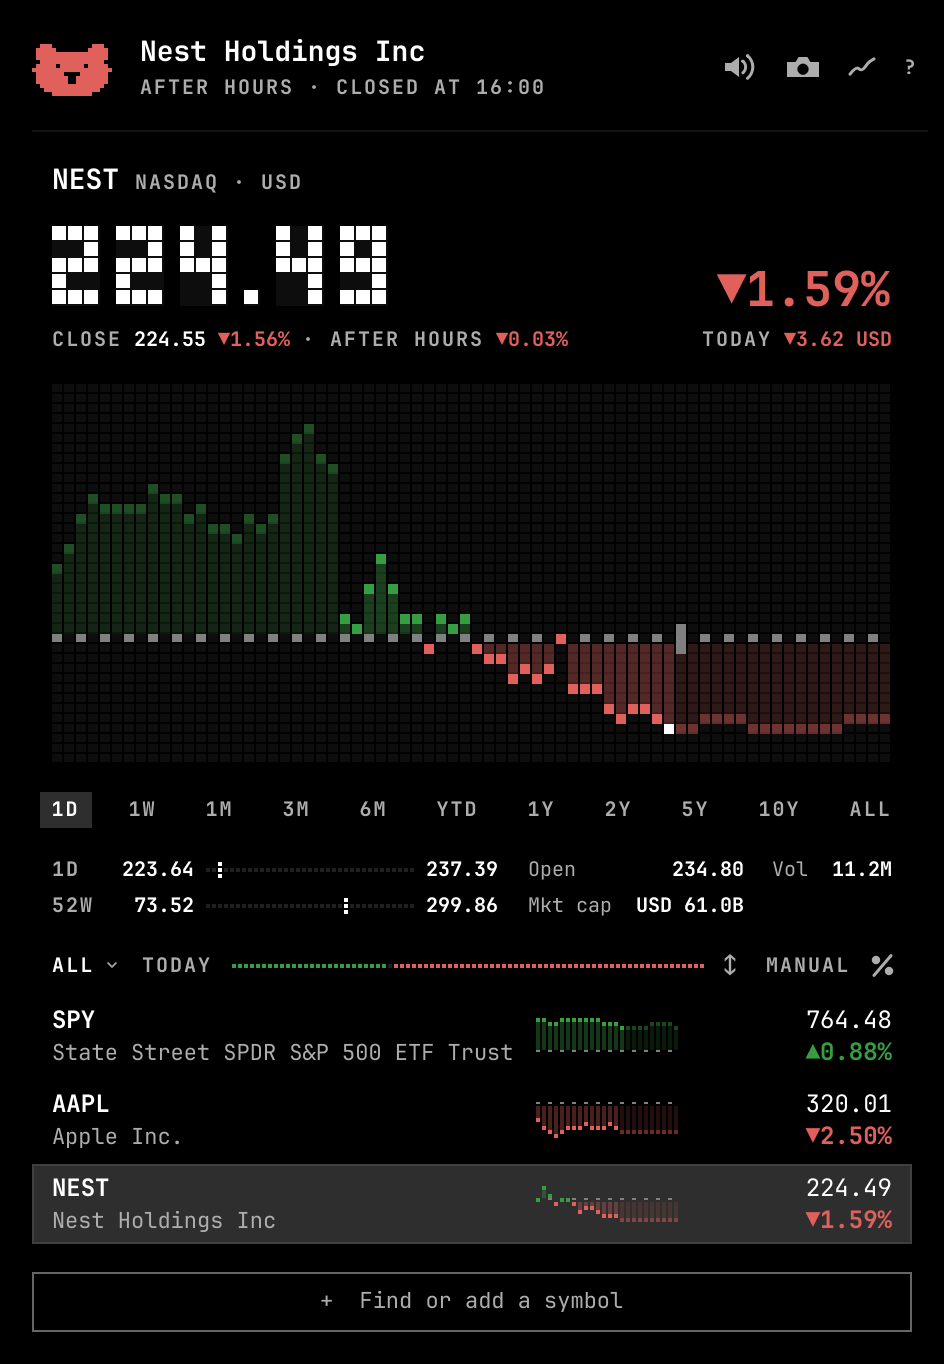 Nest Holdings Inc
AFTER HOURS · CLOSED AT 16:00
?
NEST NASDAQ · USD
224.49
▼1.59%
CLOSE 224.55 ▼1.56% · AFTER HOURS ▼0.03%
TODAY ▼3.62 USD
1D 1W 1M 3M 6M YTD 1Y 2Y 5Y 10Y ALL
1D 223.64 237.39 Open 234.80 Vol 11.2M
52W 73.52 299.86 Mkt cap USD 61.0B
ALL TODAY MANUAL %
SPY 764.48
State Street SPDR S&P 500 ETF Trust ▲0.88%
AAPL 320.01
Apple Inc. ▼2.50%
NEST 224.49
Nest Holdings Inc ▼1.59%
+ Find or add a symbol